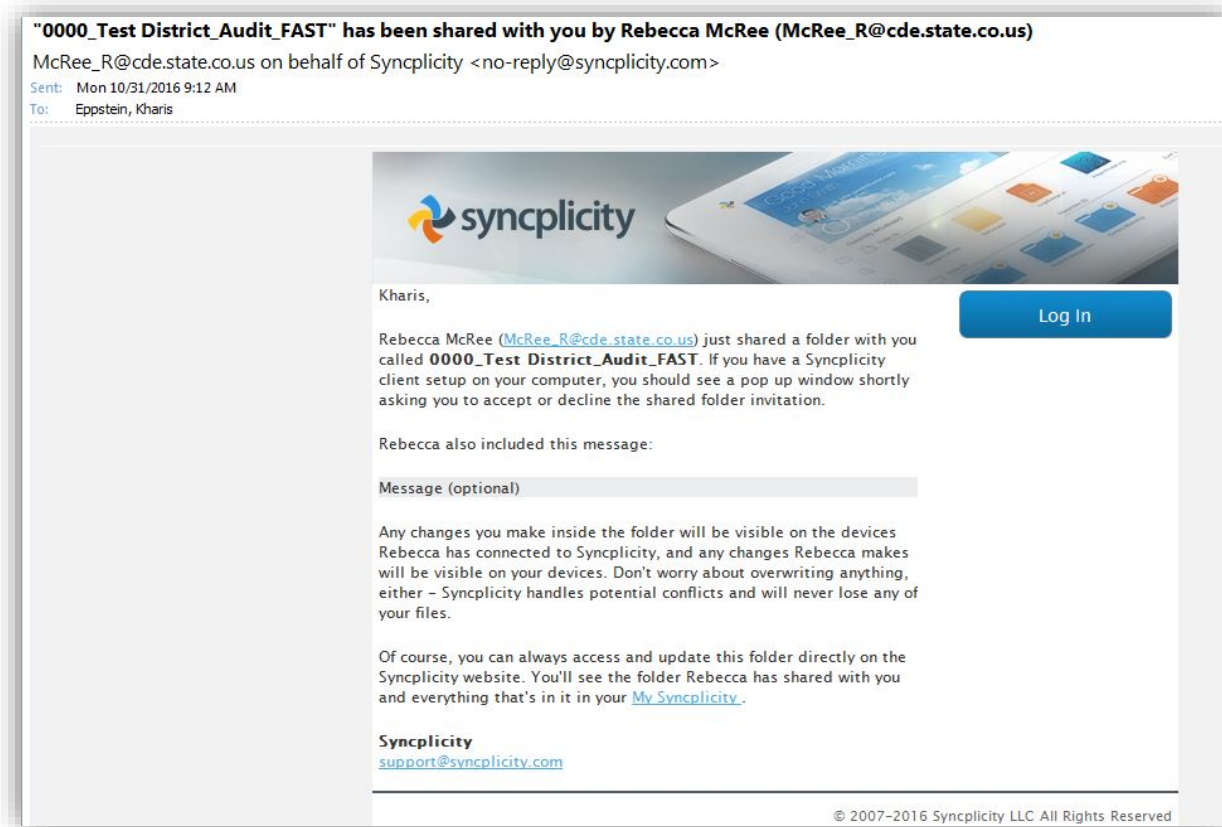 "0000_Test District_Audit_FAST" has been shared with you by Rebecca McRee (McRee_R@cde.state.co.us)
McRee_R@cde.state.co.us on behalf of Syncplicity <no-reply@syncplicity.com>
Sent: Mon 10/31/2016 9:12 AM
To: Eppstein, Kharis
syncplicity
Kharis,
Log In
Rebecca McRee (McRee_R@cde.state.co.us) just shared a folder with you
called 0000_Test District_Audit_FAST. If you have a Syncplicity
client setup on your computer, you should see a pop up window shortly
asking you to accept or decline the shared folder invitation.
Rebecca also included this message:
Message (optional)
Any changes you make inside the folder will be visible on the devices
Rebecca has connected to Syncplicity, and any changes Rebecca makes
will be visible on your devices. Don't worry about overwriting anything,
either – Syncplicity handles potential conflicts and will never lose any of
your files.
Of course, you can always access and update this folder directly on the
Syncplicity website. You'll see the folder Rebecca has shared with you
and everything that's in it in your My Syncplicity .
Syncplicity
support@syncplicity.com
© 2007-2016 Syncplicity LLC All Rights Reserved